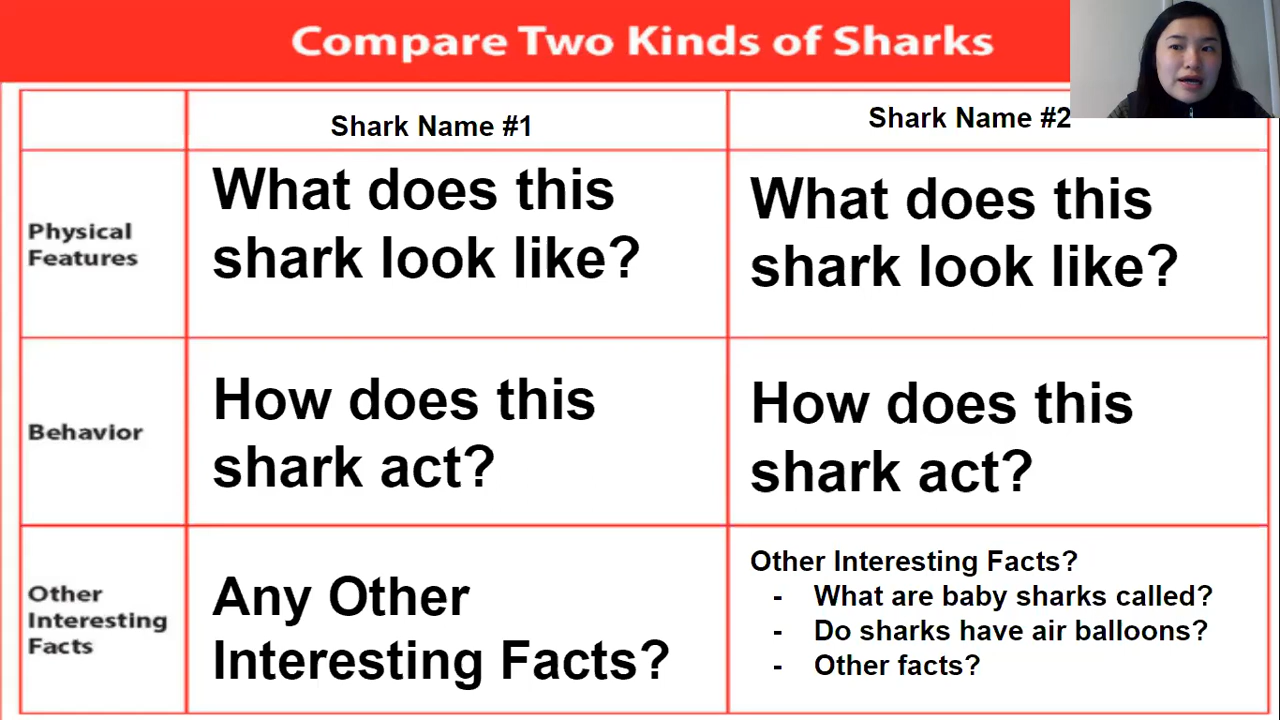 Compare Two Kinds of Sharks
Shark Name #1
Shark Name #2
Physical
Features
What does this
shark look like?
What does this
shark look like?
Behavior
How does this
shark act?
How does this
shark act?
Other
Interesting
Facts
Any Other
Interesting Facts?
Other Interesting Facts?
- What are baby sharks called?
- Do sharks have air balloons?
- Other facts?